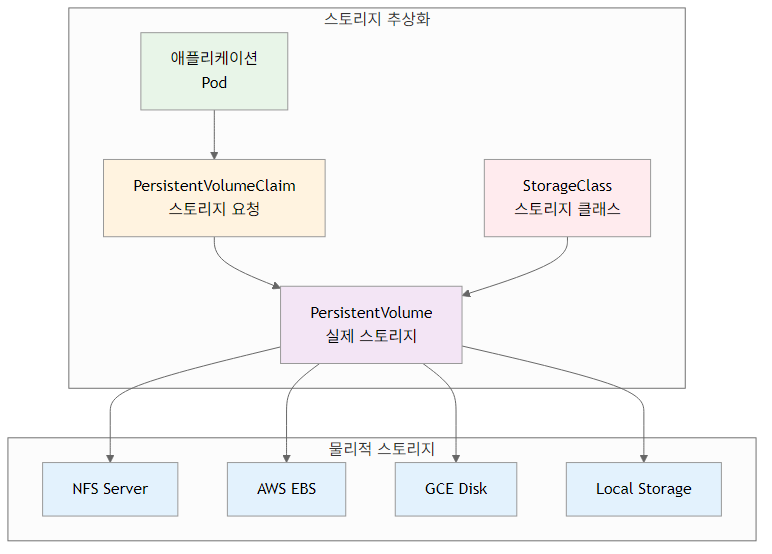 스토리지 추상화
애플리케이션
Pod
PersistentVolumeClaim
스토리지 요청
StorageClass
스토리지 클래스
PersistentVolume
실제 스토리지
물리적 스토리지
NFS Server
AWS EBS
GCE Disk
Local Storage